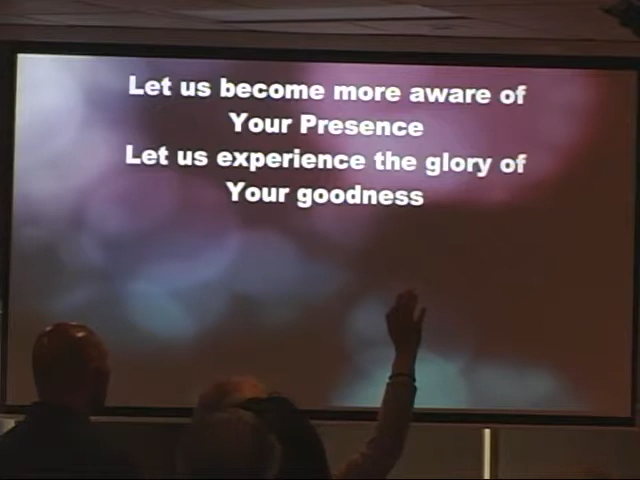 Let us become more aware of
Your Presence
Let us experience the glory of
Your goodness